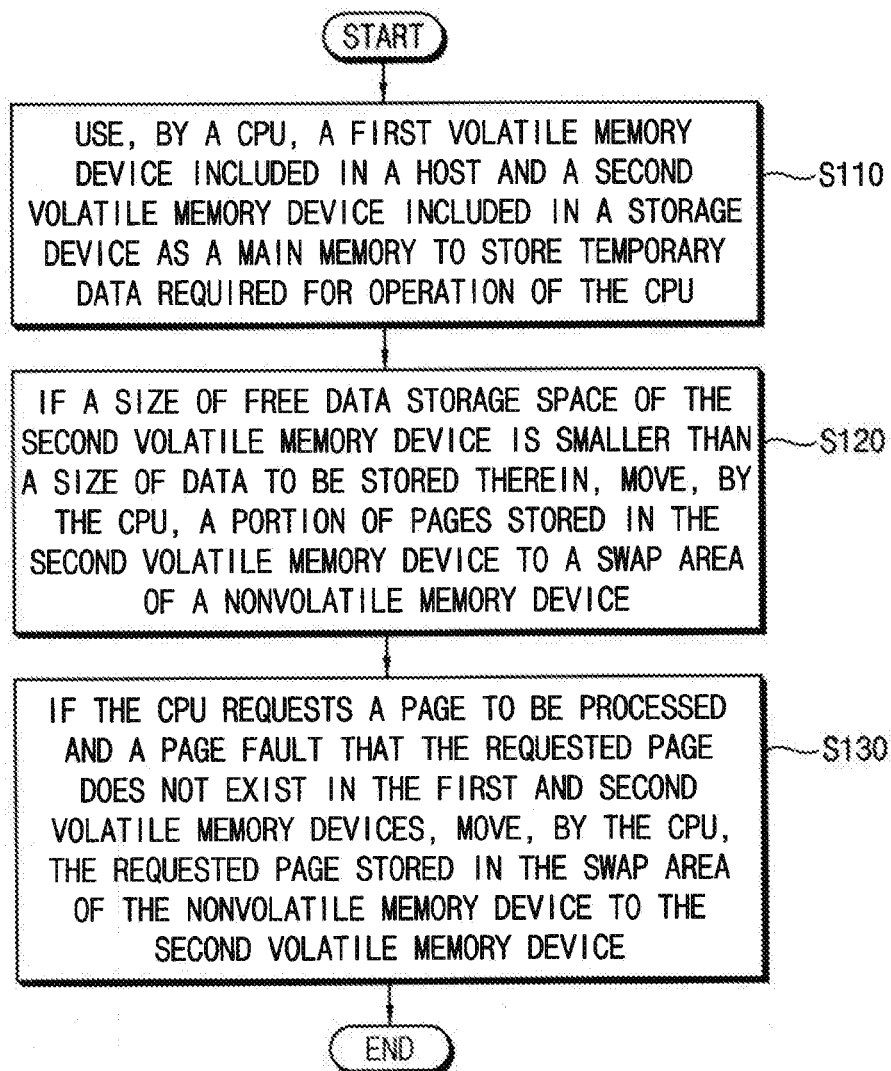 START
USE, BY A CPU, A FIRST VOLATILE MEMORY
DEVICE INCLUDED IN A HOST AND A SECOND
VOLATILE MEMORY DEVICE INCLUDED IN A STORAGE
DEVICE AS A MAIN MEMORY TO STORE TEMPORARY
DATA REQUIRED FOR OPERATION OF THE CPU
S110
IF A SIZE OF FREE DATA STORAGE SPACE OF THE
SECOND VOLATILE MEMORY DEVICE IS SMALLER THAN
A SIZE OF DATA TO BE STORED THEREIN, MOVE, BY
THE CPU, A PORTION OF PAGES STORED IN THE
SECOND VOLATILE MEMORY DEVICE TO A SWAP AREA
OF A NONVOLATILE MEMORY DEVICE
S120
IF THE CPU REQUESTS A PAGE TO BE PROCESSED
AND A PAGE FAULT THAT THE REQUESTED PAGE
DOES NOT EXIST IN THE FIRST AND SECOND
VOLATILE MEMORY DEVICES, MOVE, BY THE CPU,
THE REQUESTED PAGE STORED IN THE SWAP AREA
OF THE NONVOLATILE MEMORY DEVICE TO THE
SECOND VOLATILE MEMORY DEVICE
S130
END